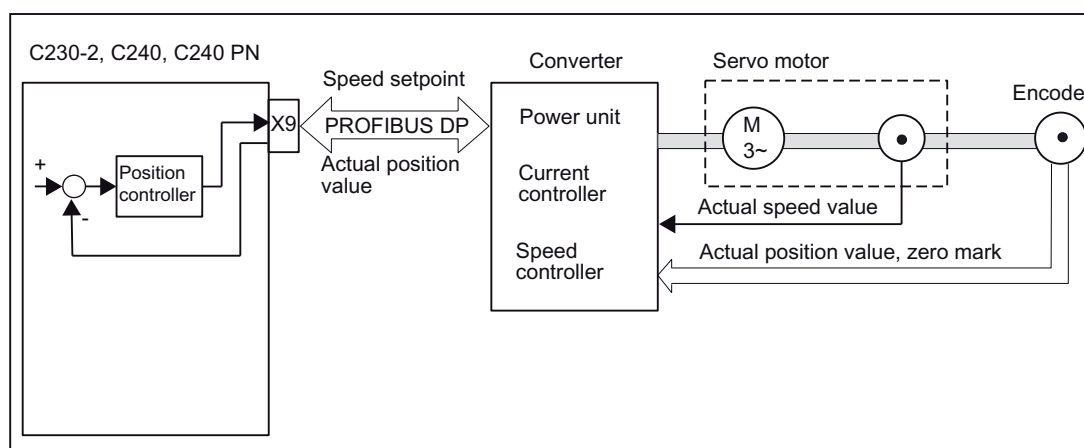 C230-2, C240, C240 PN
X9
+
-
Position
controller
Speed setpoint
PROFIBUS DP
Actual position
value
Converter
Power unit
Current
controller
Speed
controller
Servo motor
M
3~
Encode
Actual speed value
Actual position value, zero mark